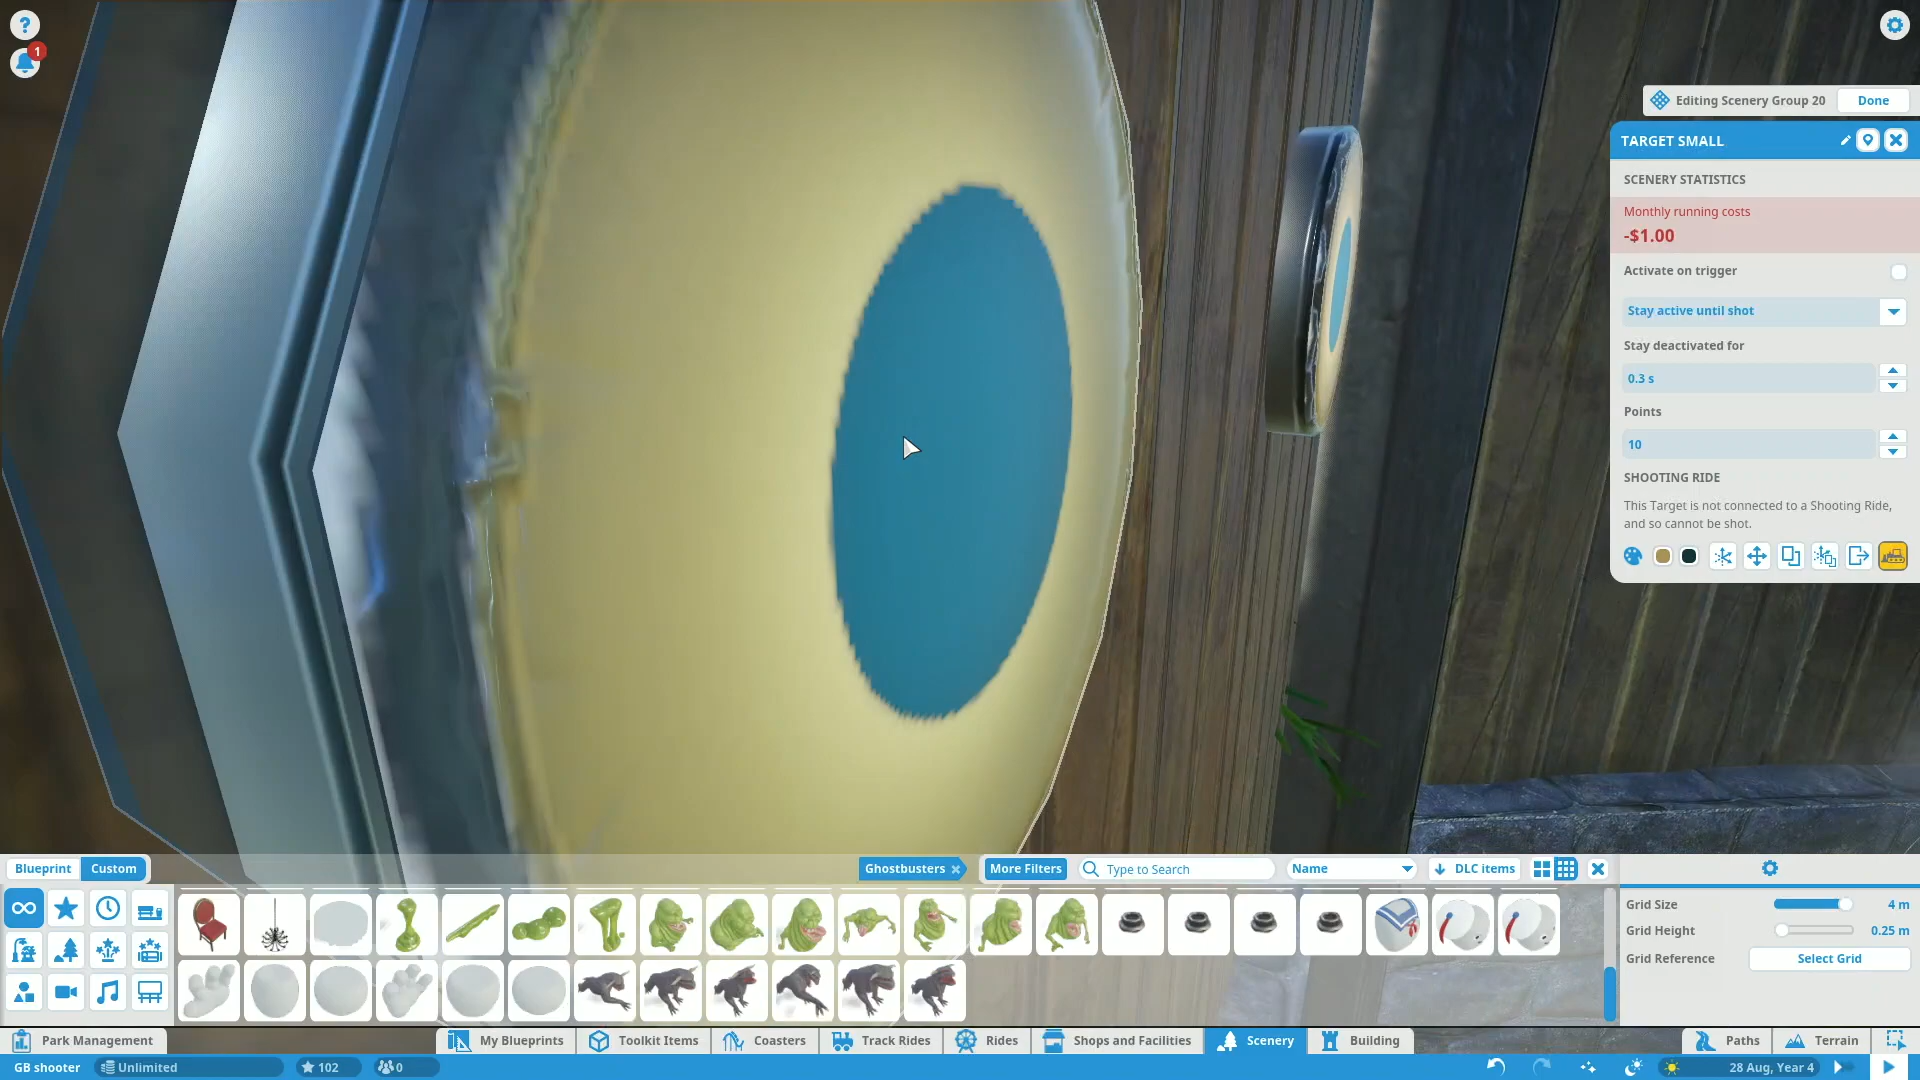 ?
1
Editing Scenery Group 20
Done
TARGET SMALL
SCENERY STATISTICS
Monthly running costs
-$1.00
Activate on trigger
Stay active until shot
Stay deactivated for
0.3 s
Points
10
SHOOTING RIDE
This Target is not connected to a Shooting Ride,
and so cannot be shot.
Blueprint
Custom
Ghostbusters
More Filters
Type to Search
Name
DLC items
Grid Size
4 m
Grid Height
0.25 m
Grid Reference
Select Grid
Park Management
My Blueprints
Toolkit Items
Coasters
Track Rides
Rides
Shops and Facilities
Scenery
Building
Paths
Terrain
GB shooter
Unlimited
102
0
28 Aug, Year 4